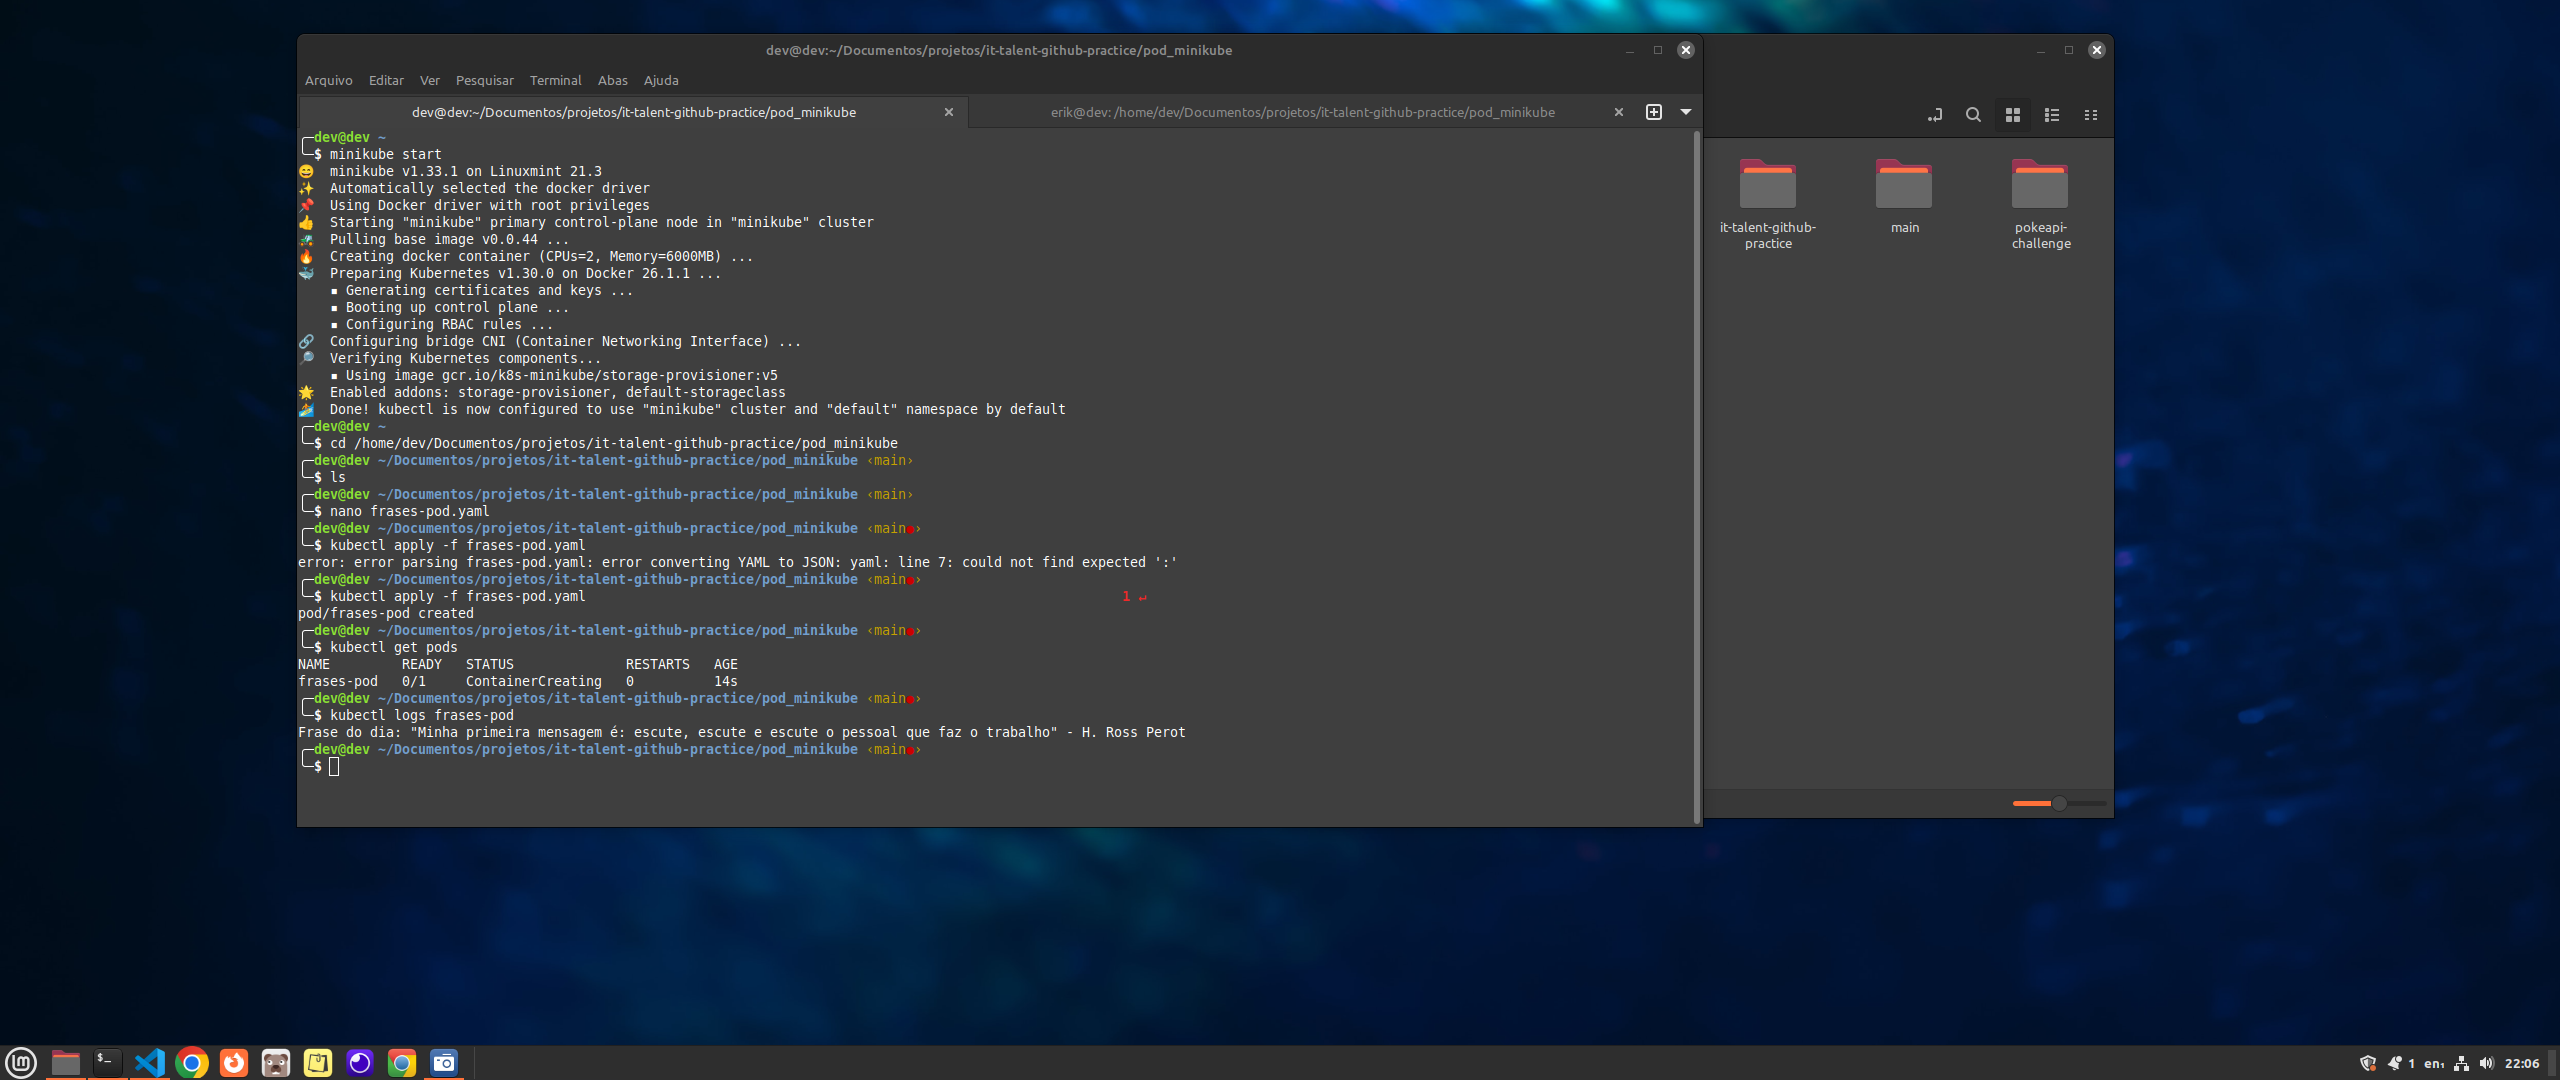 dev@dev:~/Documentos/projetos/it-talent-github-practice/pod_minikube
Arquivo Editar Ver Pesquisar Terminal Abas Ajuda
dev@dev:~/Documentos/projetos/it-talent-github-practice/pod_minikube
erik@dev: /home/dev/Documentos/projetos/it-talent-github-practice/pod_minikube
dev@dev ~
$ minikube start
minikube v1.33.1 on Linuxmint 21.3
Automatically selected the docker driver
Using Docker driver with root privileges
Starting "minikube" primary control-plane node in "minikube" cluster
Pulling base image v0.0.44 ...
Creating docker container (CPUs=2, Memory=6000MB) ...
Preparing Kubernetes v1.30.0 on Docker 26.1.1 ...
▪ Generating certificates and keys ...
▪ Booting up control plane ...
▪ Configuring RBAC rules ...
Configuring bridge CNI (Container Networking Interface) ...
Verifying Kubernetes components...
▪ Using image gcr.io/k8s-minikube/storage-provisioner:v5
Enabled addons: storage-provisioner, default-storageclass
Done! kubectl is now configured to use "minikube" cluster and "default" namespace by default
dev@dev ~
$ cd /home/dev/Documentos/projetos/it-talent-github-practice/pod_minikube
dev@dev ~/Documentos/projetos/it-talent-github-practice/pod_minikube ‹main›
$ ls
dev@dev ~/Documentos/projetos/it-talent-github-practice/pod_minikube ‹main›
$ nano frases-pod.yaml
dev@dev ~/Documentos/projetos/it-talent-github-practice/pod_minikube ‹main●›
$ kubectl apply -f frases-pod.yaml
error: error parsing frases-pod.yaml: error converting YAML to JSON: yaml: line 7: could not find expected ':'
dev@dev ~/Documentos/projetos/it-talent-github-practice/pod_minikube ‹main●›
$ kubectl apply -f frases-pod.yaml 1 ↵
pod/frases-pod created
dev@dev ~/Documentos/projetos/it-talent-github-practice/pod_minikube ‹main●›
$ kubectl get pods
NAME READY STATUS RESTARTS AGE
frases-pod 0/1 ContainerCreating 0 14s
dev@dev ~/Documentos/projetos/it-talent-github-practice/pod_minikube ‹main●›
$ kubectl logs frases-pod
Frase do dia: "Minha primeira mensagem é: escute, escute e escute o pessoal que faz o trabalho" - H. Ross Perot
dev@dev ~/Documentos/projetos/it-talent-github-practice/pod_minikube ‹main●›
$
it-talent-github-
practice
main
pokeapi-
challenge
1 en₁ 22:06